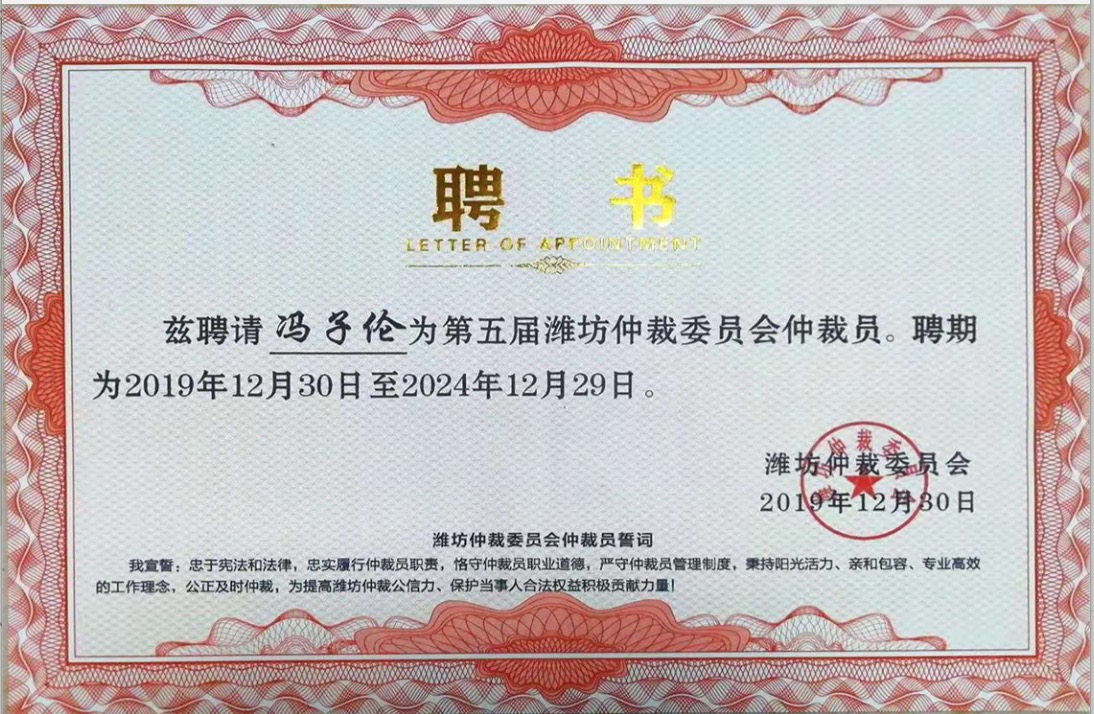 聘书
LETTER OF APPOINTMENT
兹聘请 冯子伦 为第五届潍坊仲裁委员会仲裁员。聘期
为2019年12月30日至2024年12月29日。
潍坊仲裁委员会
2019年12月30日
潍坊仲裁委员会
潍坊仲裁委员会仲裁员誓词
我宣誓：忠于宪法和法律，忠实履行仲裁员职责，恪守仲裁员职业道德，严守仲裁员管理制度，秉持阳光活力、亲和包容、专业高效
的工作理念，公正及时仲裁，为提高潍坊仲裁公信力、保护当事人合法权益积极贡献力量！